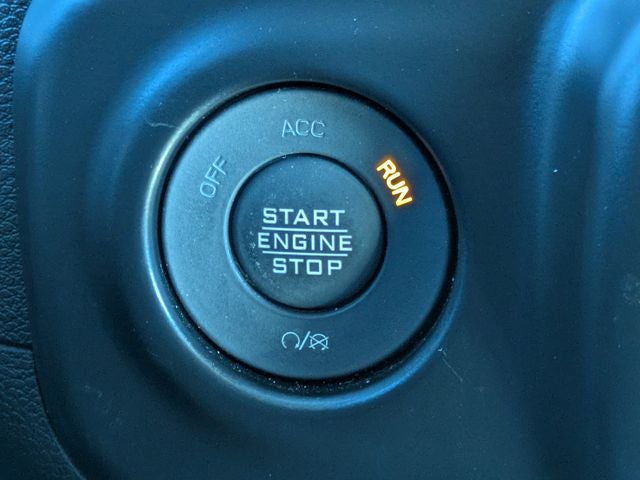 ACC
OFF
RUN
START
ENGINE
STOP